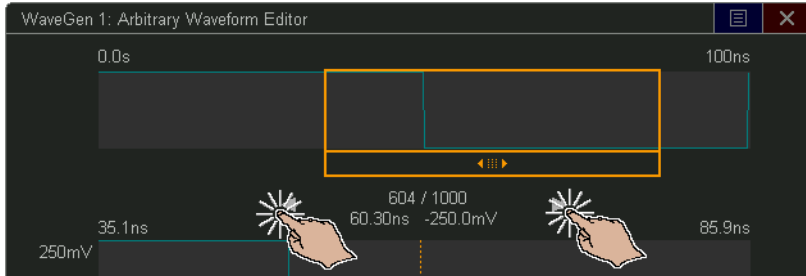 WaveGen 1: Arbitrary Waveform Editor
0.0s 100ns
604 / 1000
60.30ns -250.0mV
35.1ns 85.9ns
250mV